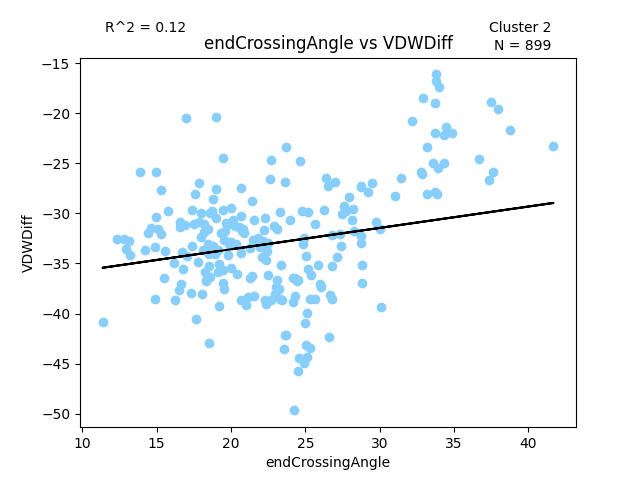 R^2 = 0.12
Cluster 2
endCrossingAngle vs VDWDiff
N = 899
−15
−20
−25
−30
−35
−40
−45
−50
VDWDiff
10 15 20 25 30 35 40
endCrossingAngle